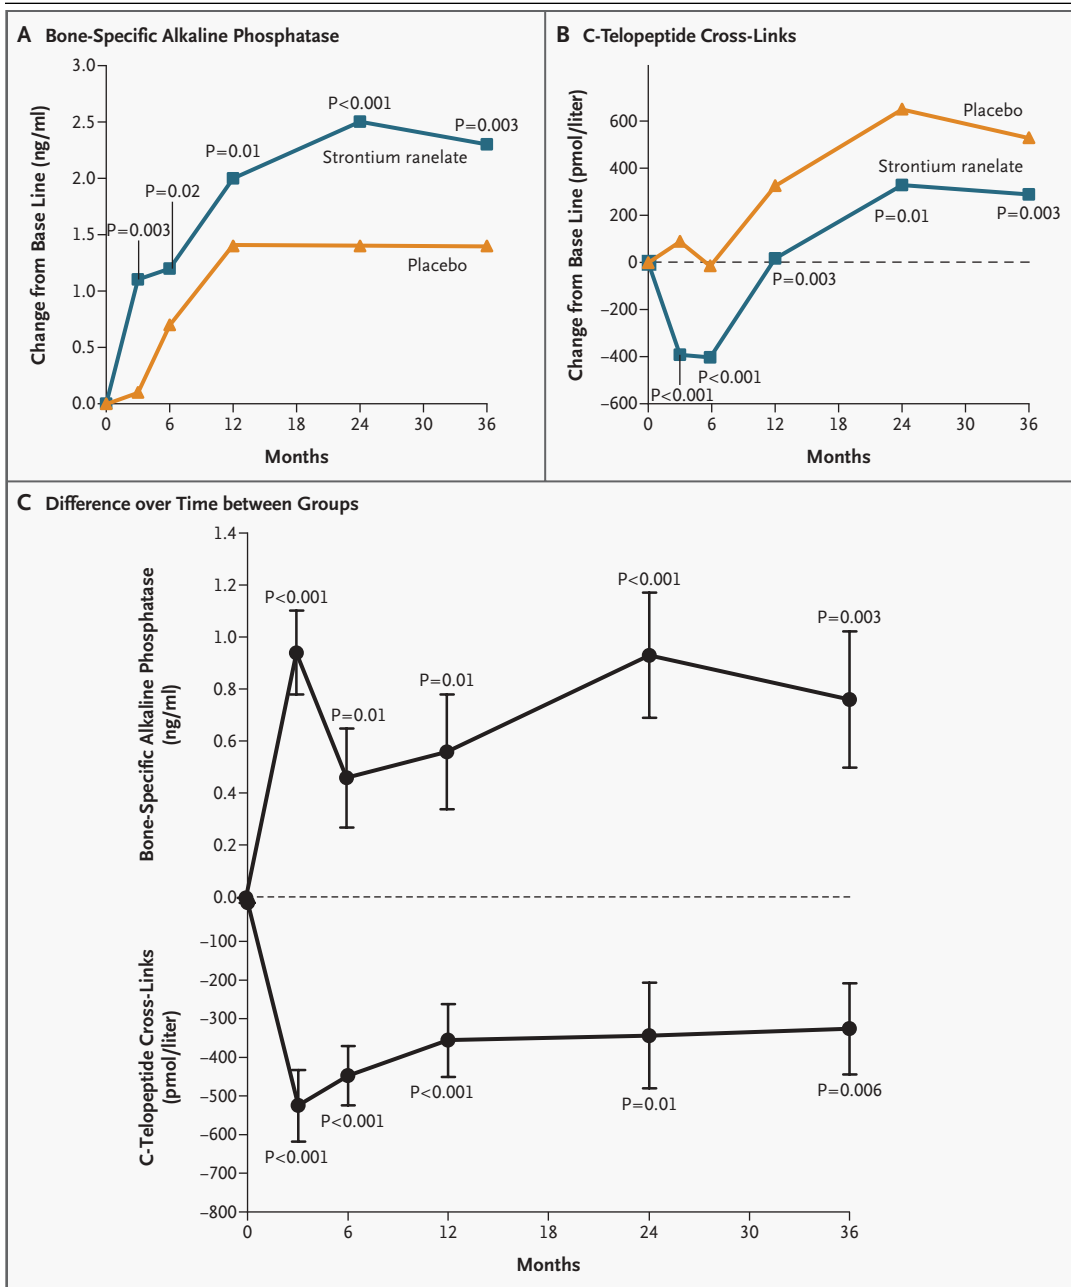 A Bone-Specific Alkaline Phosphatase
Change from Base Line (ng/ml)
3.0
2.5
2.0
1.5
1.0
0.5
0.0
P=0.003
P=0.02
P=0.01
P<0.001
P=0.003
Strontium ranelate
Placebo
0 6 12 18 24 30 36
Months
B C-Telopeptide Cross-Links
Change from Base Line (pmol/liter)
600
400
200
0
–200
–400
–600
Placebo
Strontium ranelate
P=0.01
P=0.003
P=0.003
P<0.001
P<0.001
0 6 12 18 24 30 36
Months
C Difference over Time between Groups
Bone-Specific Alkaline Phosphatase
(ng/ml)
1.4
1.2
1.0
0.8
0.6
0.4
0.2
0.0
P<0.001
P=0.01
P=0.01
P<0.001
P=0.003
C-Telopeptide Cross-Links
(pmol/liter)
–100
–200
–300
–400
–500
–600
–700
–800
P<0.001
P<0.001
P<0.001
P=0.01
P=0.006
0 6 12 18 24 30 36
Months